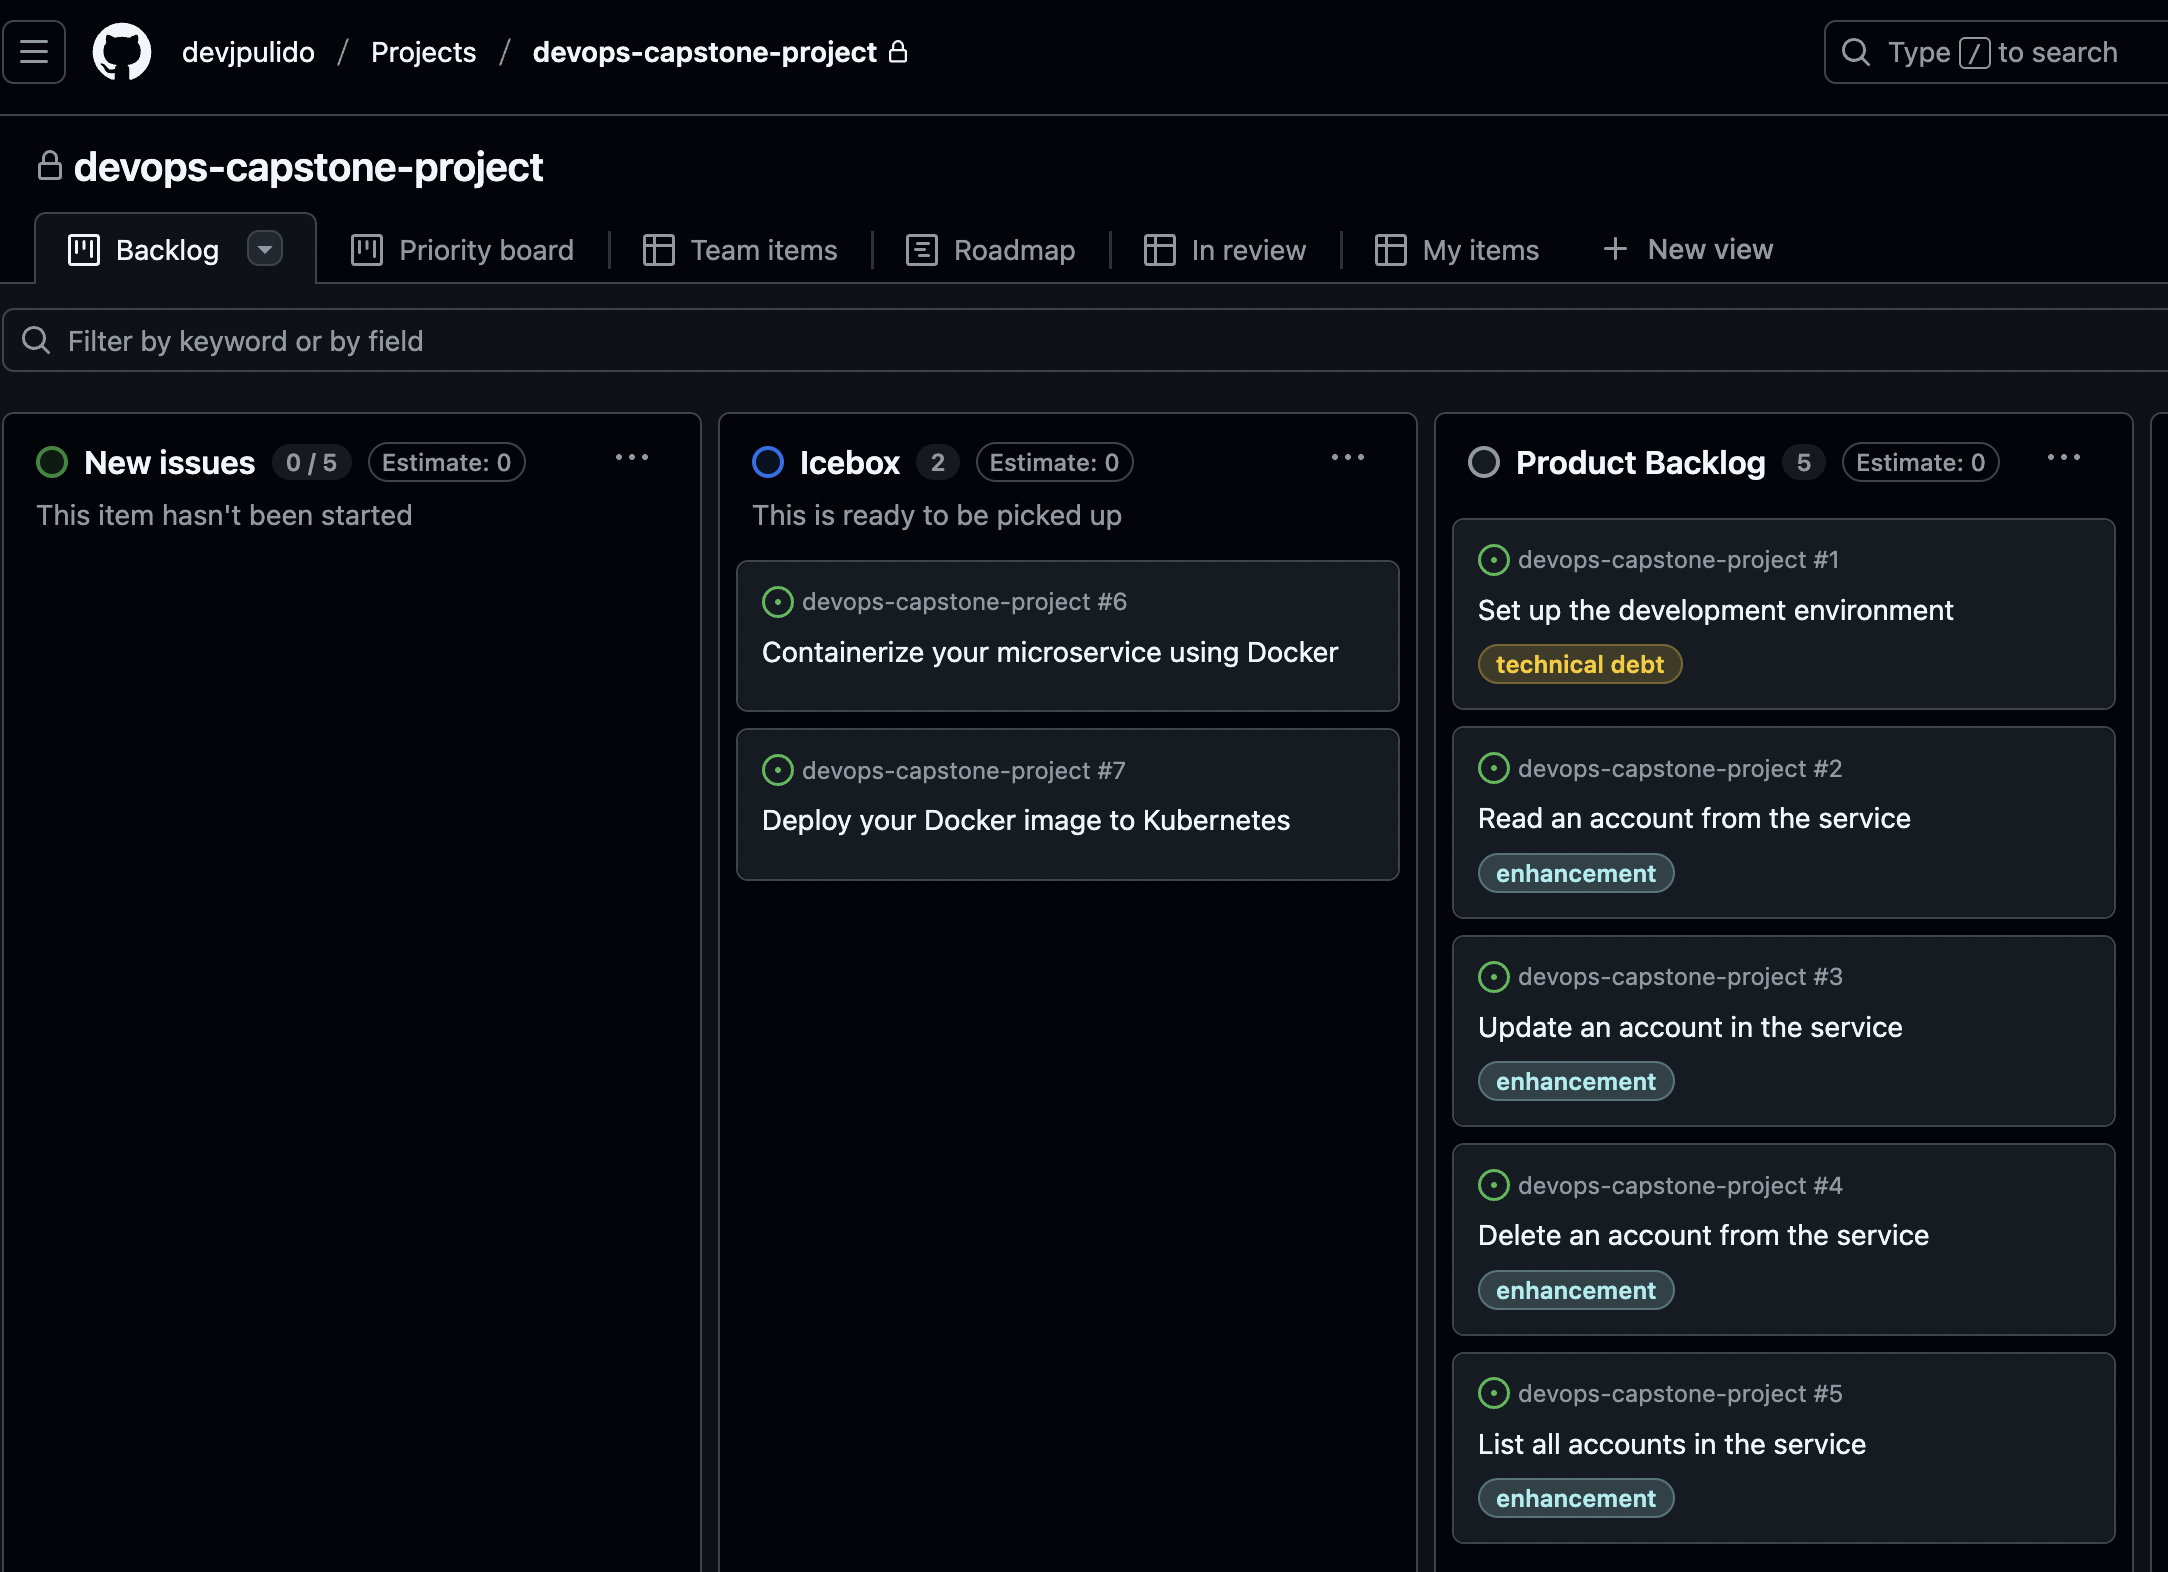 devjpulido / Projects / devops-capstone-project
Type / to search
devops-capstone-project
Backlog
Priority board
Team items
Roadmap
In review
My items
+ New view
Filter by keyword or by field
New issues 0 / 5 Estimate: 0 ...
This item hasn't been started
Icebox 2 Estimate: 0 ...
This is ready to be picked up
devops-capstone-project #6
Containerize your microservice using Docker
devops-capstone-project #7
Deploy your Docker image to Kubernetes
Product Backlog 5 Estimate: 0 ...
devops-capstone-project #1
Set up the development environment
technical debt
devops-capstone-project #2
Read an account from the service
enhancement
devops-capstone-project #3
Update an account in the service
enhancement
devops-capstone-project #4
Delete an account from the service
enhancement
devops-capstone-project #5
List all accounts in the service
enhancement